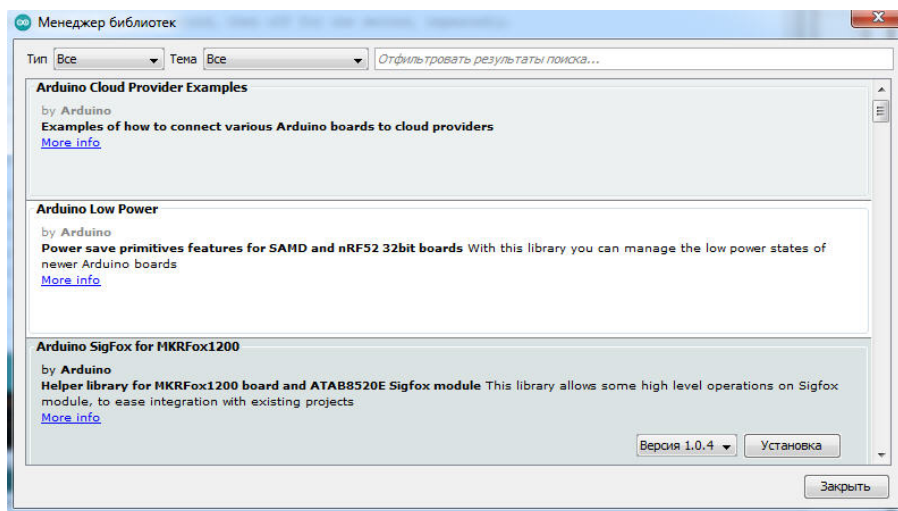 Менеджер библиотек
Тип Все Тема Все Отфильтровать результаты поиска...
Arduino Cloud Provider Examples
by Arduino
Examples of how to connect various Arduino boards to cloud providers
More info
Arduino Low Power
by Arduino
Power save primitives features for SAMD and nRF52 32bit boards With this library you can manage the low power states of
newer Arduino boards
More info
Arduino SigFox for MKRFox1200
by Arduino
Helper library for MKRFox1200 board and ATAB8520E Sigfox module This library allows some high level operations on Sigfox
module, to ease integration with existing projects
More info
Версия 1.0.4 Установка
Закрыть